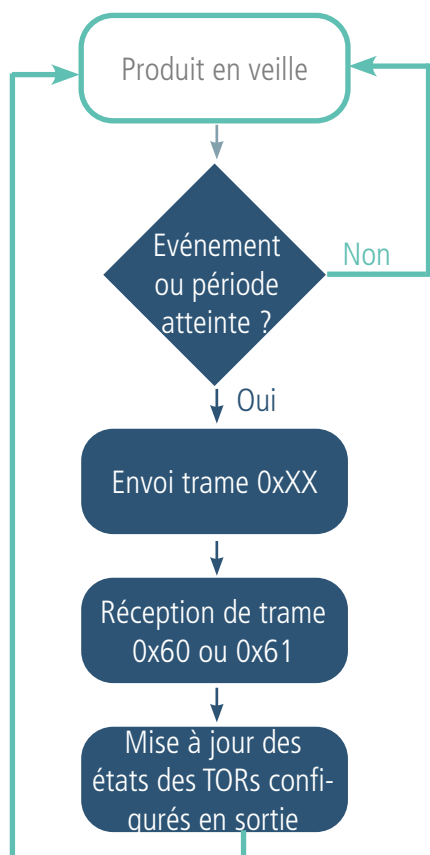 Produit en veille
Evénement
ou période
atteinte ?
Non
Oui
Envoi trame 0xXX
Réception de trame
0x60 ou 0x61
Mise à jour des
états des TORs confi-
gurés en sortie